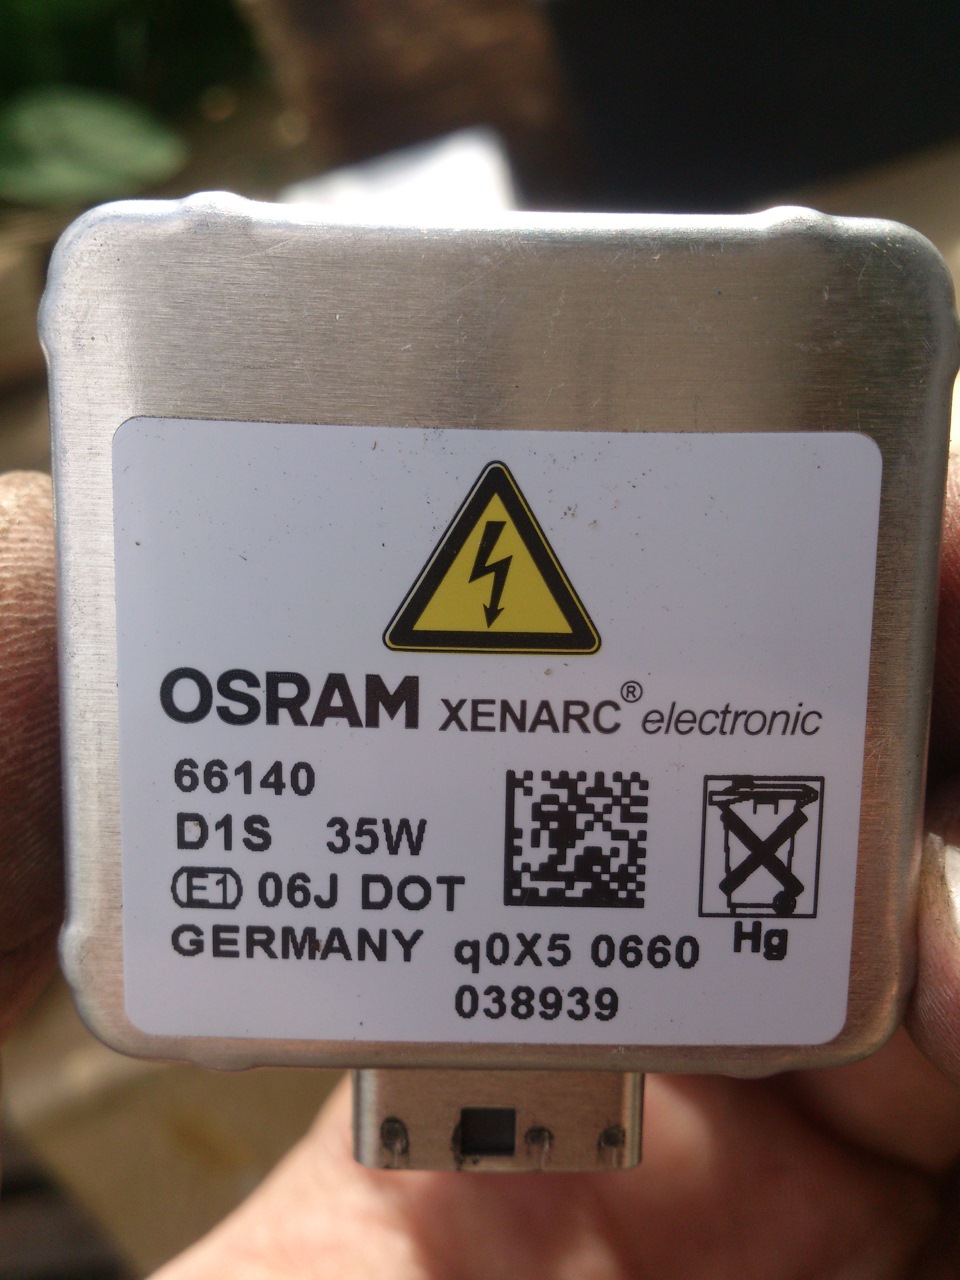 OSRAM XENARC® electronic
66140
D1S 35W
E1 06J DOT
GERMANY q0X5 0660
038939
Hg